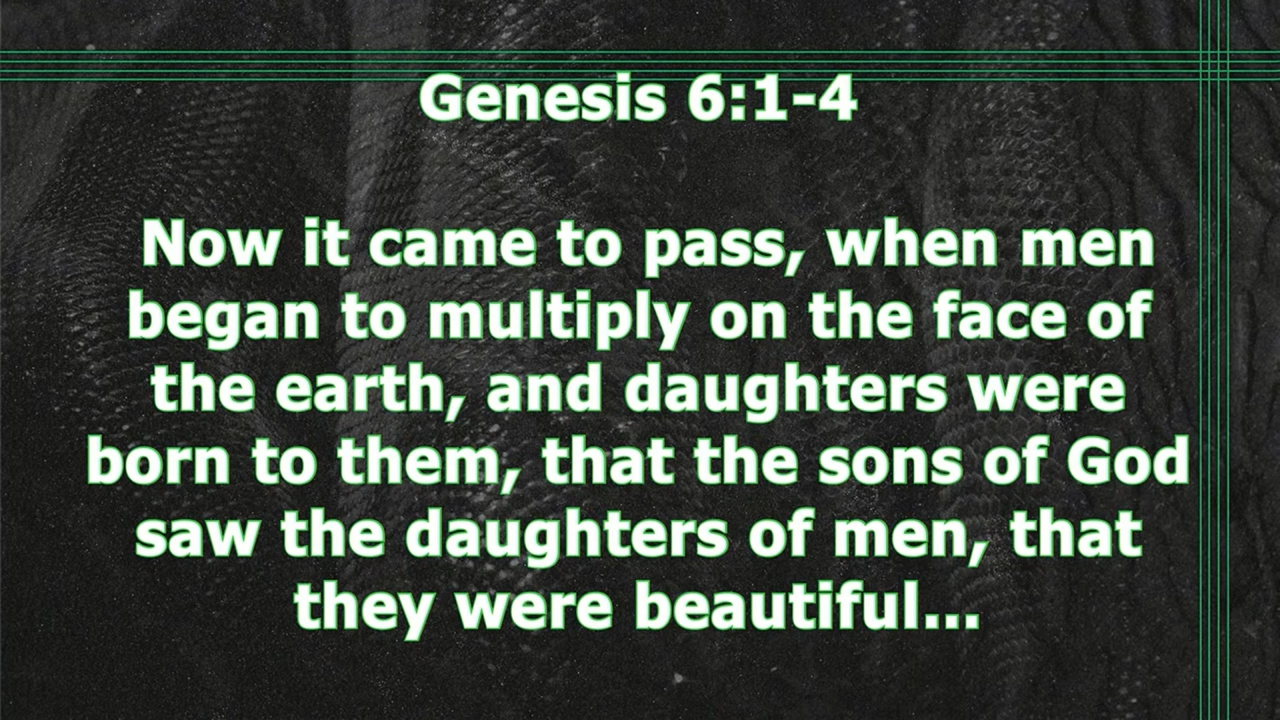 Genesis 6:1-4
Now it came to pass, when men
began to multiply on the face of
the earth, and daughters were
born to them, that the sons of God
saw the daughters of men, that
they were beautiful...